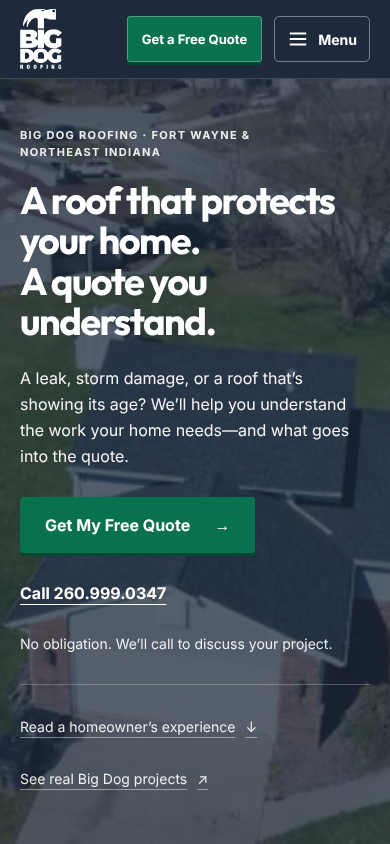 BIG DOG ROOFING
Get a Free Quote
Menu
BIG DOG ROOFING · FORT WAYNE &
NORTHEAST INDIANA
A roof that protects
your home.
A quote you
understand.
A leak, storm damage, or a roof that’s
showing its age? We’ll help you understand
the work your home needs—and what goes
into the quote.
Get My Free Quote →
Call 260.999.0347
No obligation. We’ll call to discuss your project.
Read a homeowner’s experience ↓
See real Big Dog projects ↗